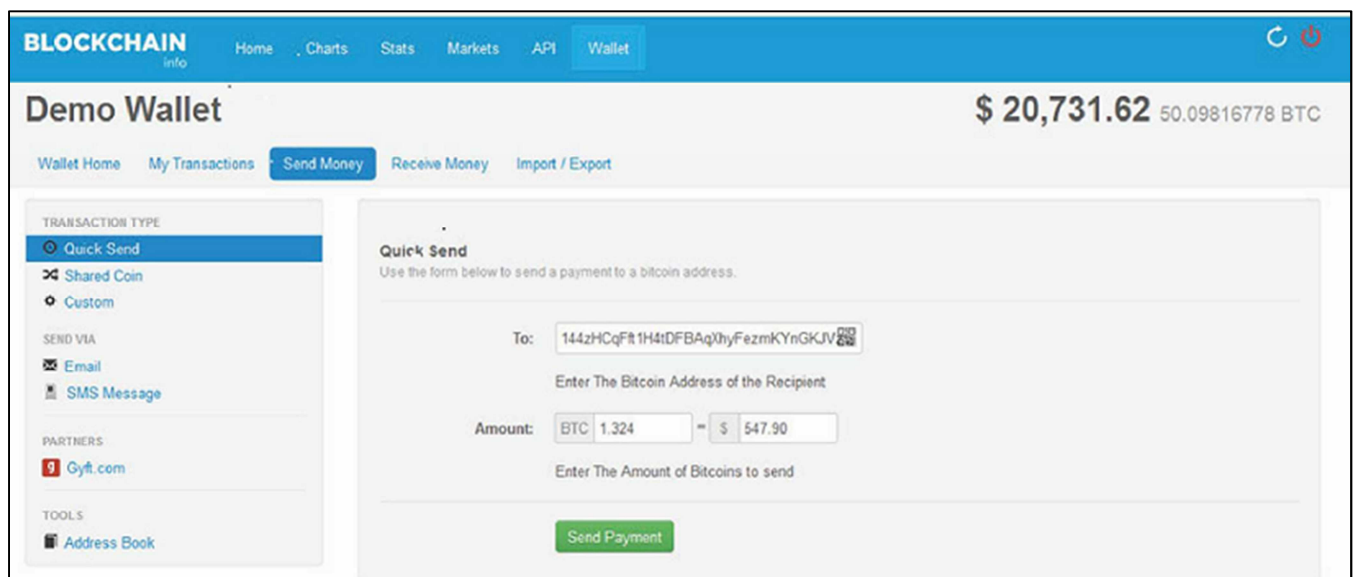 BLOCKCHAIN
info
Home Charts Stats Markets API Wallet
Demo Wallet
$ 20,731.62 50.09816778 BTC
Wallet Home My Transactions Send Money Receive Money Import / Export
TRANSACTION TYPE
Quick Send
Shared Coin
Custom
SEND VIA
Email
SMS Message
PARTNERS
Gyft.com
TOOLS
Address Book
Quick Send
Use the form below to send a payment to a bitcoin address.
To: 144zHCqFft1H4tDFBAqXhyFezmKYnGKJV
Enter The Bitcoin Address of the Recipient
Amount: BTC 1.324 = $ 547.90
Enter The Amount of Bitcoins to send
Send Payment